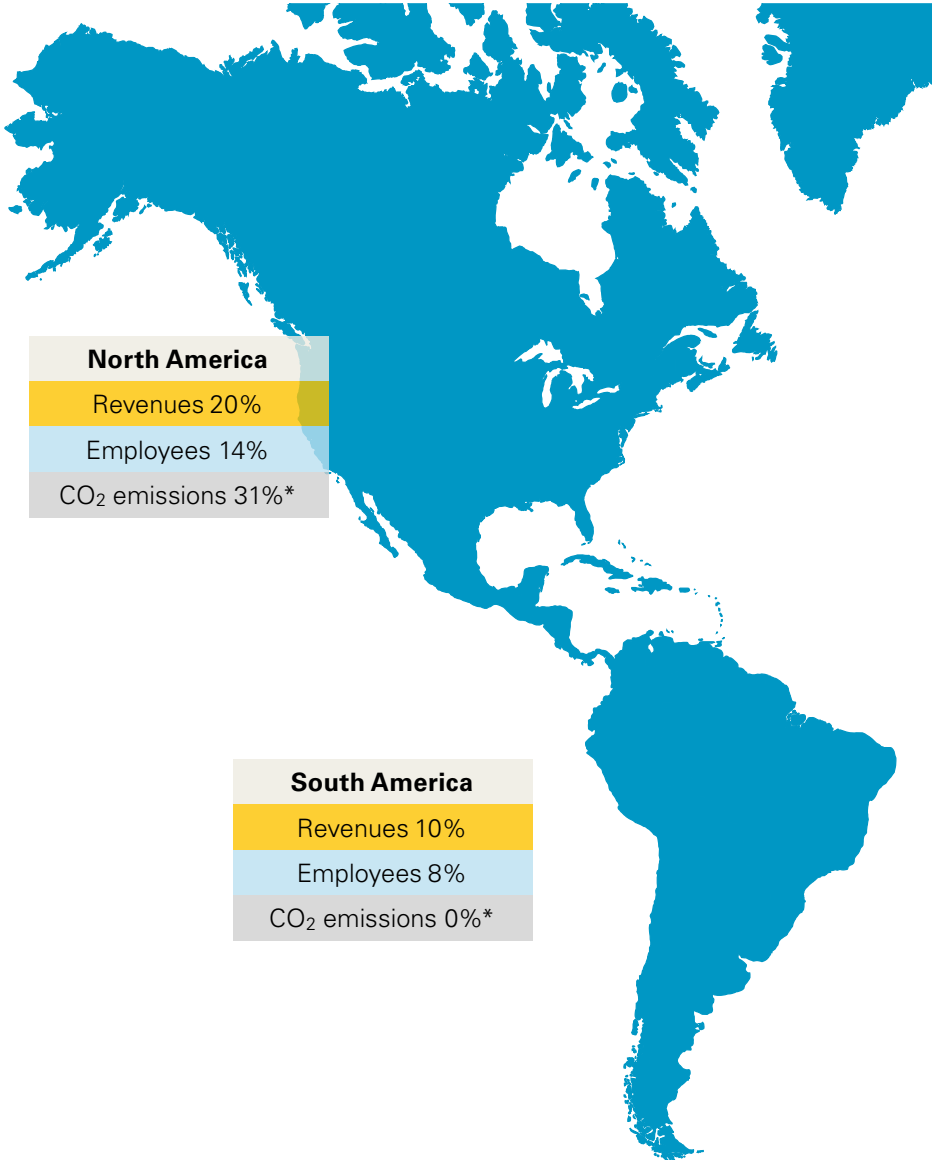 North America
Revenues 20%
Employees 14%
CO₂ emissions 31%*
South America
Revenues 10%
Employees 8%
CO₂ emissions 0%*